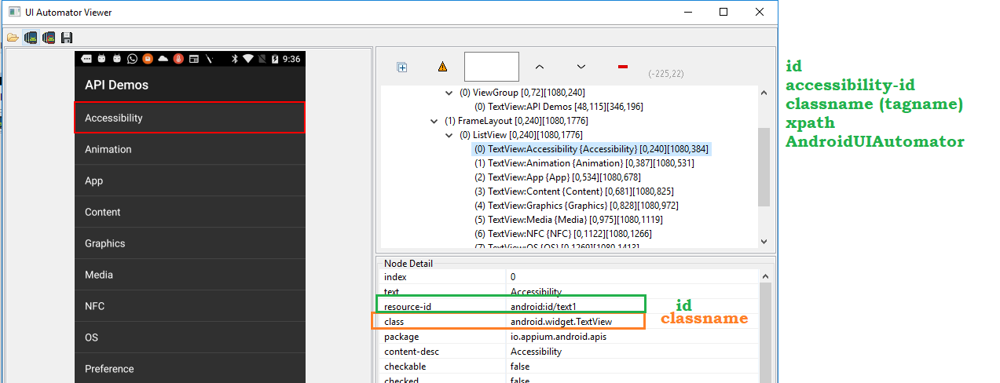 UI Automator Viewer
9:36
API Demos
Accessibility
Animation
App
Content
Graphics
Media
NFC
OS
Preference
(-225,22)
(0) ViewGroup [0,72][1080,240]
(0) TextView:API Demos [48,115][346,196]
(1) FrameLayout [0,240][1080,1776]
(0) ListView [0,240][1080,1776]
(0) TextView:Accessibility {Accessibility} [0,240][1080,384]
(1) TextView:Animation {Animation} [0,387][1080,531]
(2) TextView:App {App} [0,534][1080,678]
(3) TextView:Content {Content} [0,681][1080,825]
(4) TextView:Graphics {Graphics} [0,828][1080,972]
(5) TextView:Media {Media} [0,975][1080,1119]
(6) TextView:NFC {NFC} [0,1122][1080,1266]
(7) TextView:OS {OS} [0,1269][1080,1413]
Node Detail
index 0
text Accessibility
resource-id android:id/text1
class android.widget.TextView
package io.appium.android.apis
content-desc Accessibility
checkable false
checked false
id
classname
id
accessibility-id
classname (tagname)
xpath
AndroidUIAutomator